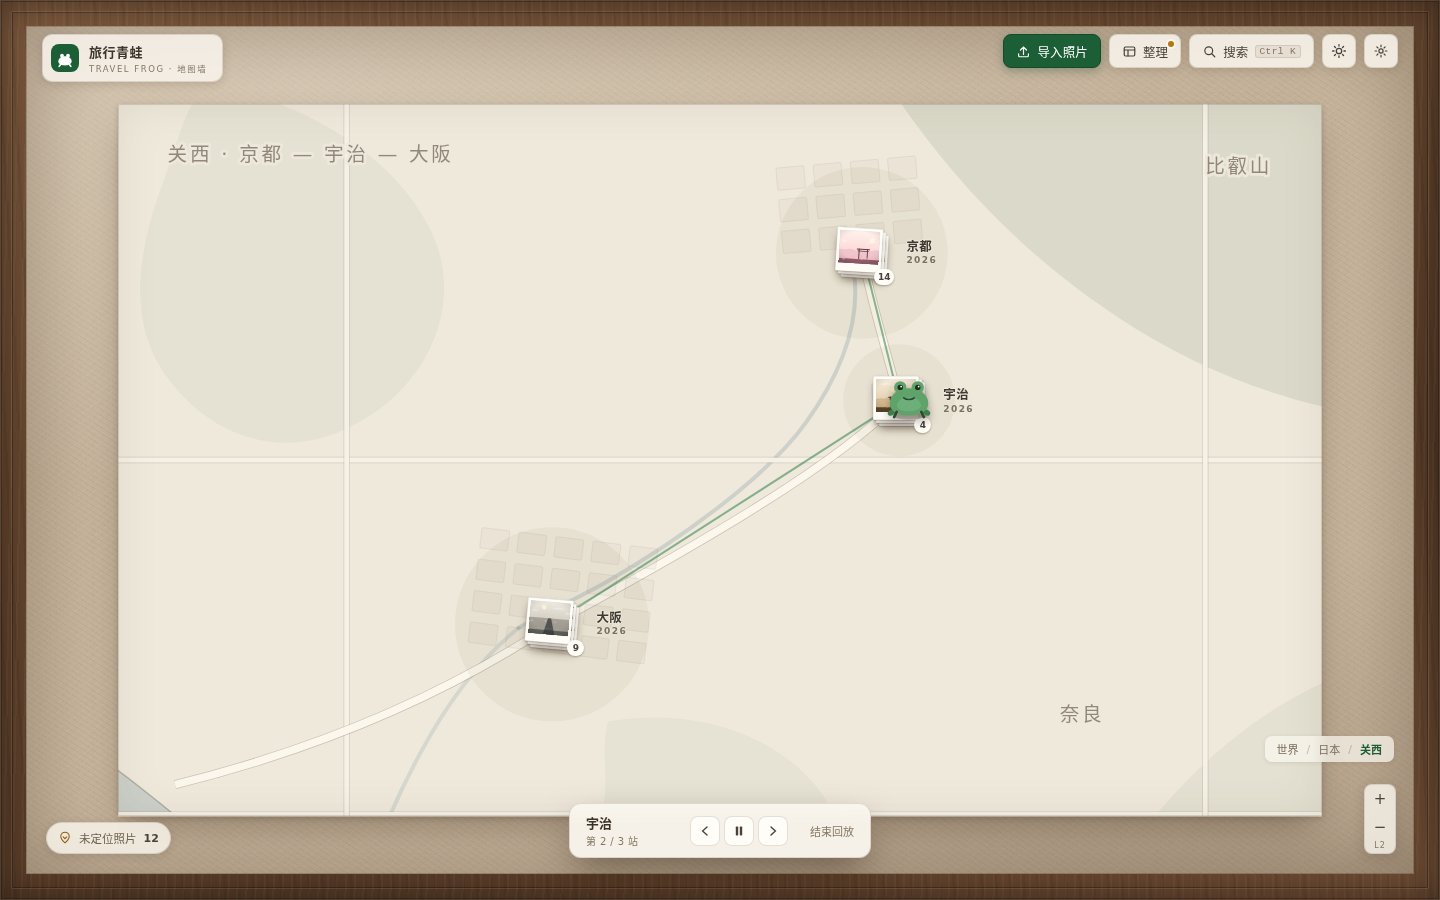 旅行青蛙
TRAVEL FROG · 地图墙
导入照片
整理
搜索 Ctrl K
关西 · 京都 — 宇治 — 大阪
比叡山
京都
2026
14
宇治
2026
4
大阪
2026
9
奈良
世界 / 日本 / 关西
+
−
L2
未定位照片 12
宇治
第 2 / 3 站
结束回放